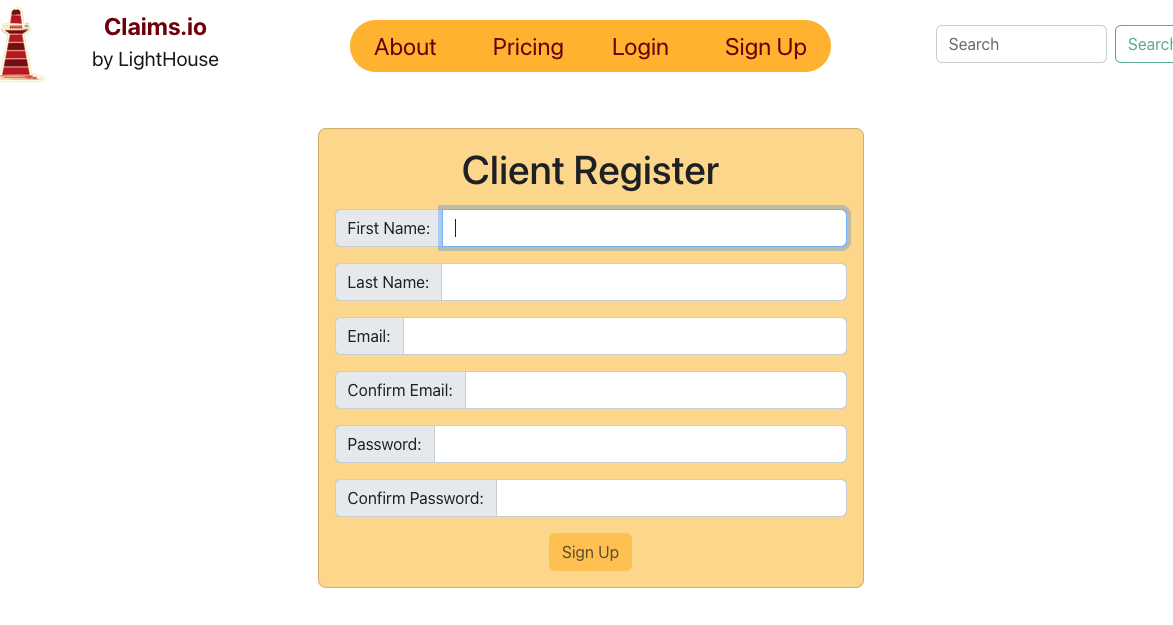 Claims.io
by LightHouse
About Pricing Login Sign Up
Search Search
Client Register
First Name:
Last Name:
Email:
Confirm Email:
Password:
Confirm Password:
Sign Up